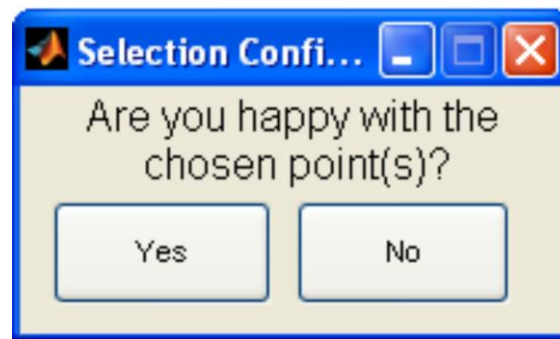 Selection Confi...
Are you happy with the
chosen point(s)?
Yes No